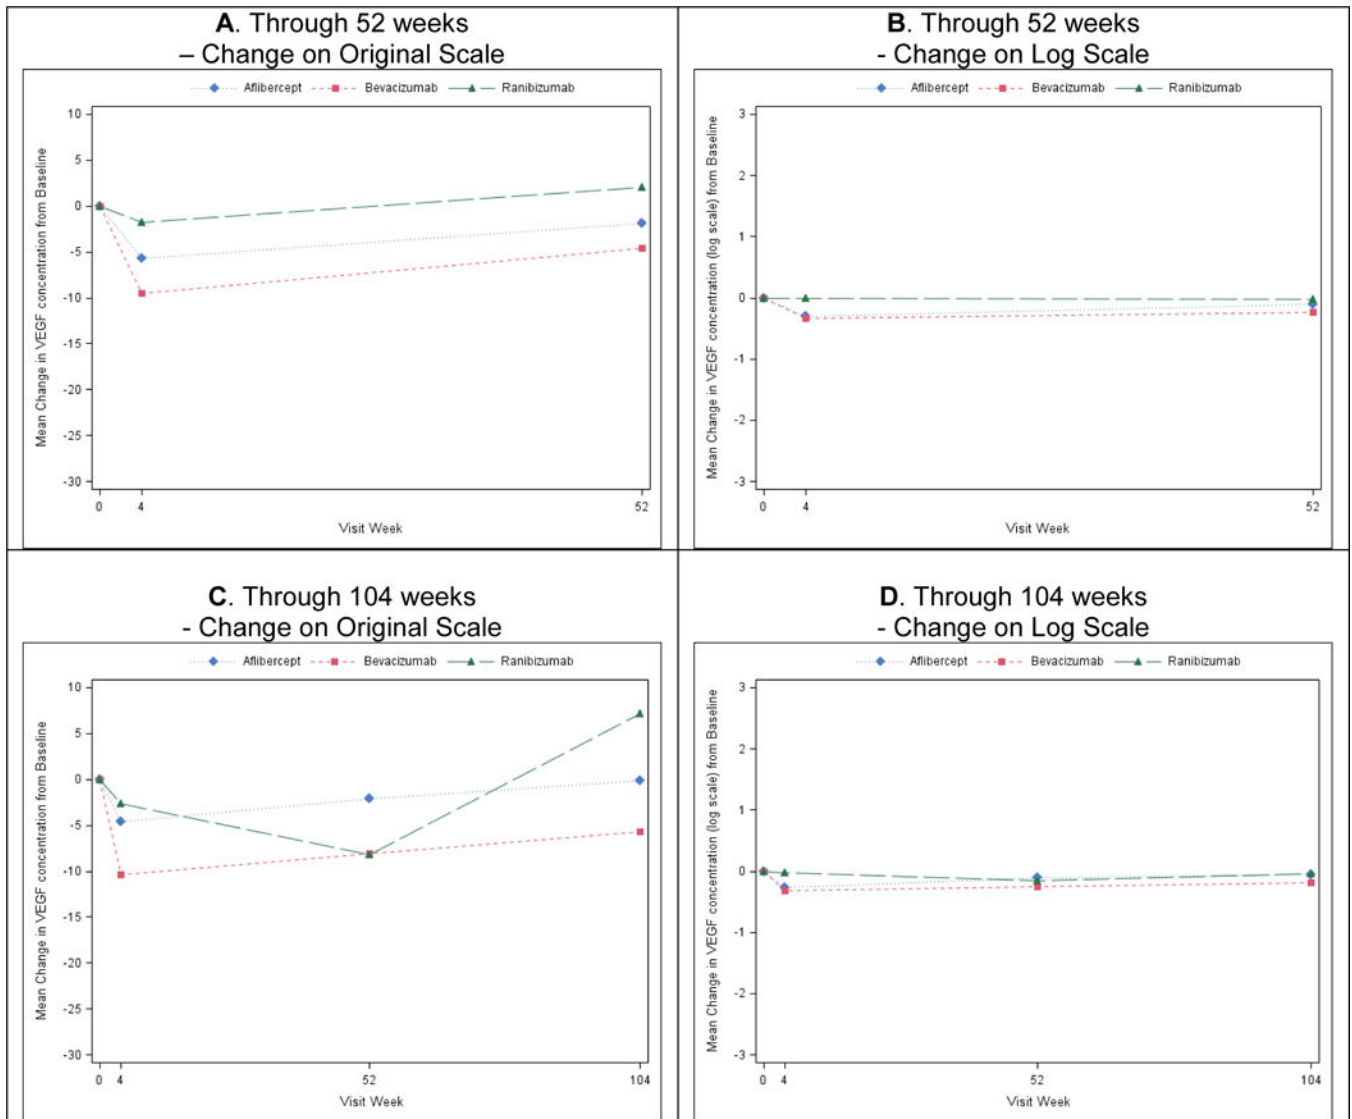 A. Through 52 weeks
– Change on Original Scale
Aflibercept Bevacizumab Ranibizumab
Mean Change in VEGF concentration from Baseline
10
5
0
-5
-10
-15
-20
-25
-30
0 4 52
Visit Week
B. Through 52 weeks
- Change on Log Scale
Aflibercept Bevacizumab Ranibizumab
Mean Change in VEGF concentration (log scale) from Baseline
3
2
1
0
-1
-2
-3
0 4 52
Visit Week
C. Through 104 weeks
- Change on Original Scale
Aflibercept Bevacizumab Ranibizumab
Mean Change in VEGF concentration from Baseline
10
5
0
-5
-10
-15
-20
-25
-30
0 4 52 104
Visit Week
D. Through 104 weeks
- Change on Log Scale
Aflibercept Bevacizumab Ranibizumab
Mean Change in VEGF concentration (log scale) from Baseline
3
2
1
0
-1
-2
-3
0 4 52 104
Visit Week